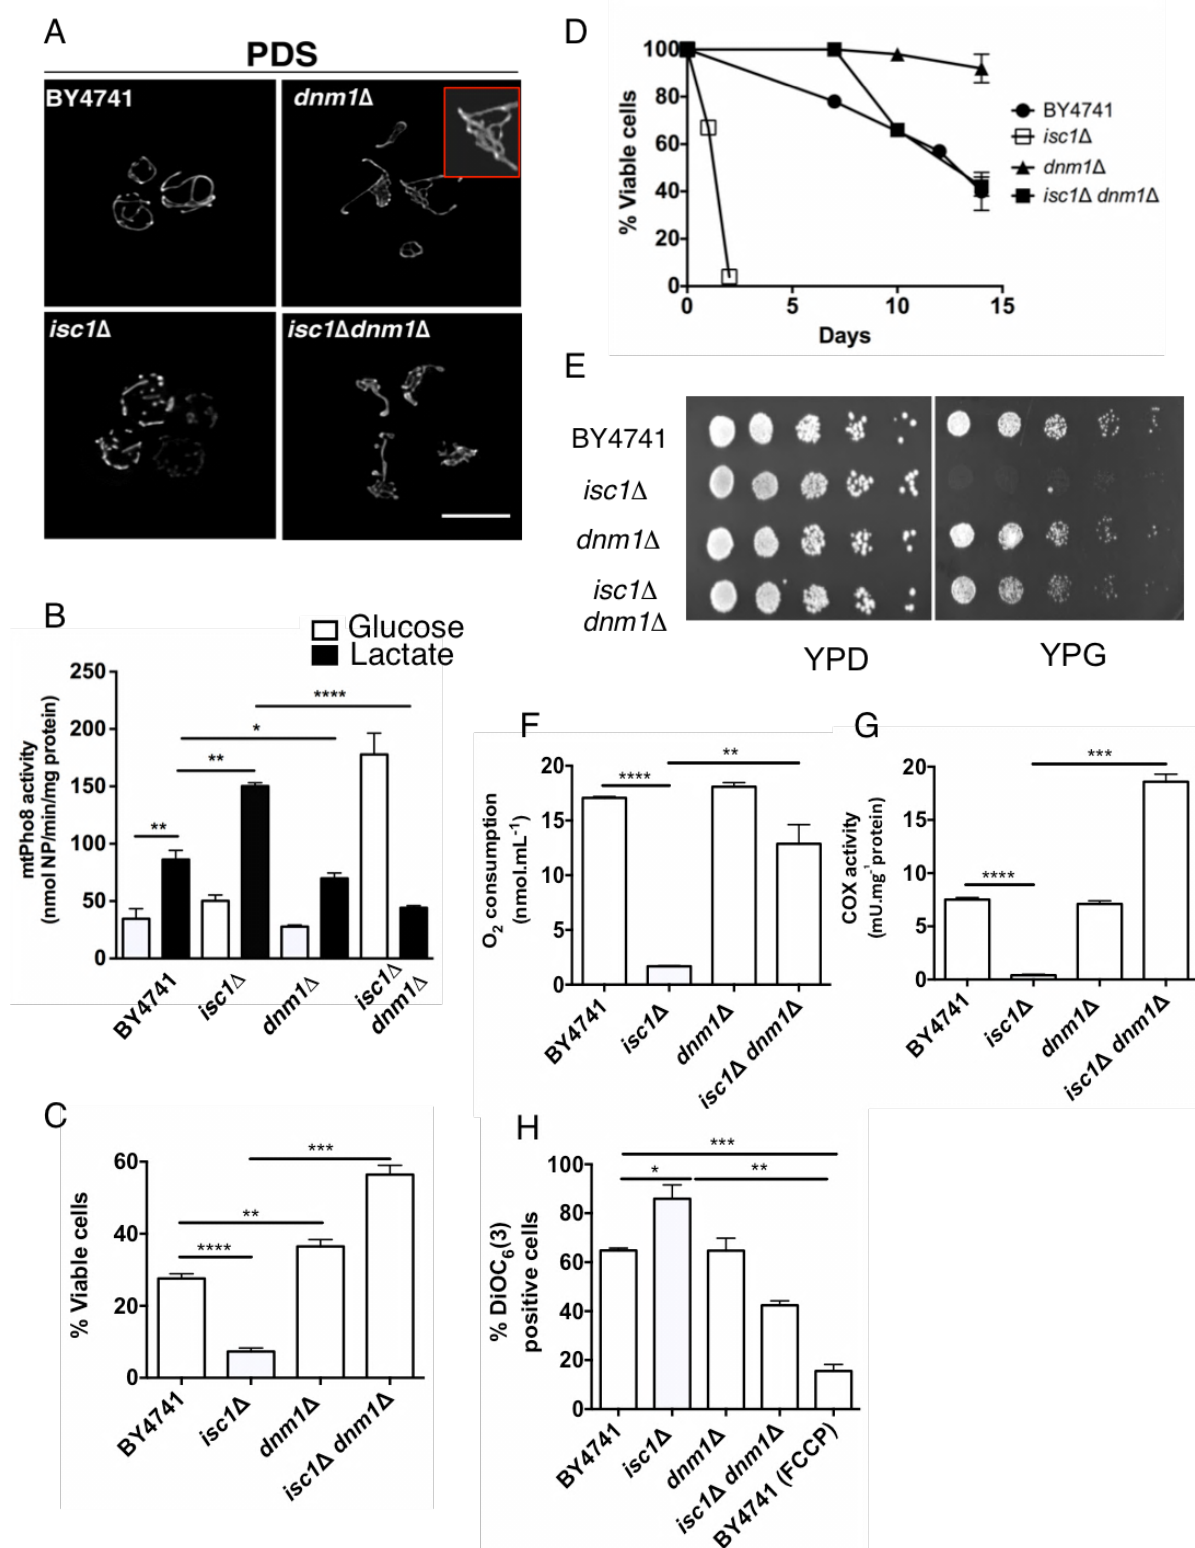 A
PDS
BY4741
dnm1Δ
isc1Δ
isc1Δdnm1Δ
B
Glucose
Lactate
mtPho8 activity
(nmol NP/min/mg protein)
250
200
150
100
50
0
****
*
**
**
BY4741
isc1Δ
dnm1Δ
isc1Δ
dnm1Δ
C
% Viable cells
60
40
20
0
***
**
****
BY4741
isc1Δ
dnm1Δ
isc1Δ dnm1Δ
D
% Viable cells
100
80
60
40
20
0
0
5
10
15
Days
BY4741
isc1Δ
dnm1Δ
isc1Δ dnm1Δ
E
BY4741
isc1Δ
dnm1Δ
isc1Δ
dnm1Δ
YPD
YPG
F
O2 consumption
(nmol.mL-1)
20
15
10
5
0
**
****
BY4741
isc1Δ
dnm1Δ
isc1Δ dnm1Δ
G
COX activity
(mU.mg-1protein)
20
15
10
5
0
***
****
BY4741
isc1Δ
dnm1Δ
isc1Δ dnm1Δ
H
% DiOC6(3)
positive cells
100
80
60
40
20
0
***
*
**
BY4741
isc1Δ
dnm1Δ
isc1Δ dnm1Δ
BY4741 (FCCP)